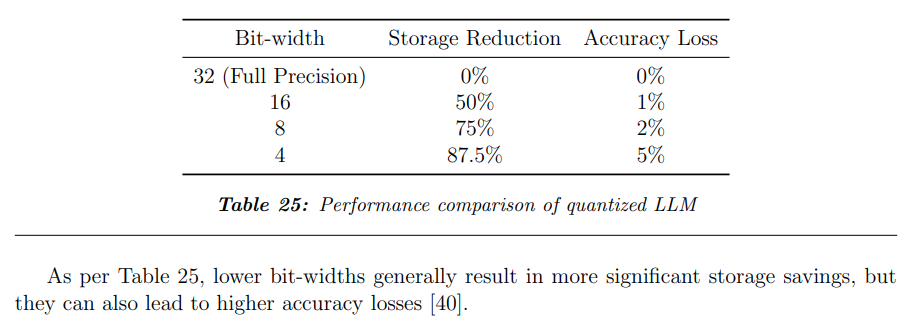 Bit-width Storage Reduction Accuracy Loss
32 (Full Precision) 0% 0%
16 50% 1%
8 75% 2%
4 87.5% 5%
Table 25: Performance comparison of quantized LLM
As per Table 25, lower bit-widths generally result in more significant storage savings, but
they can also lead to higher accuracy losses [40].